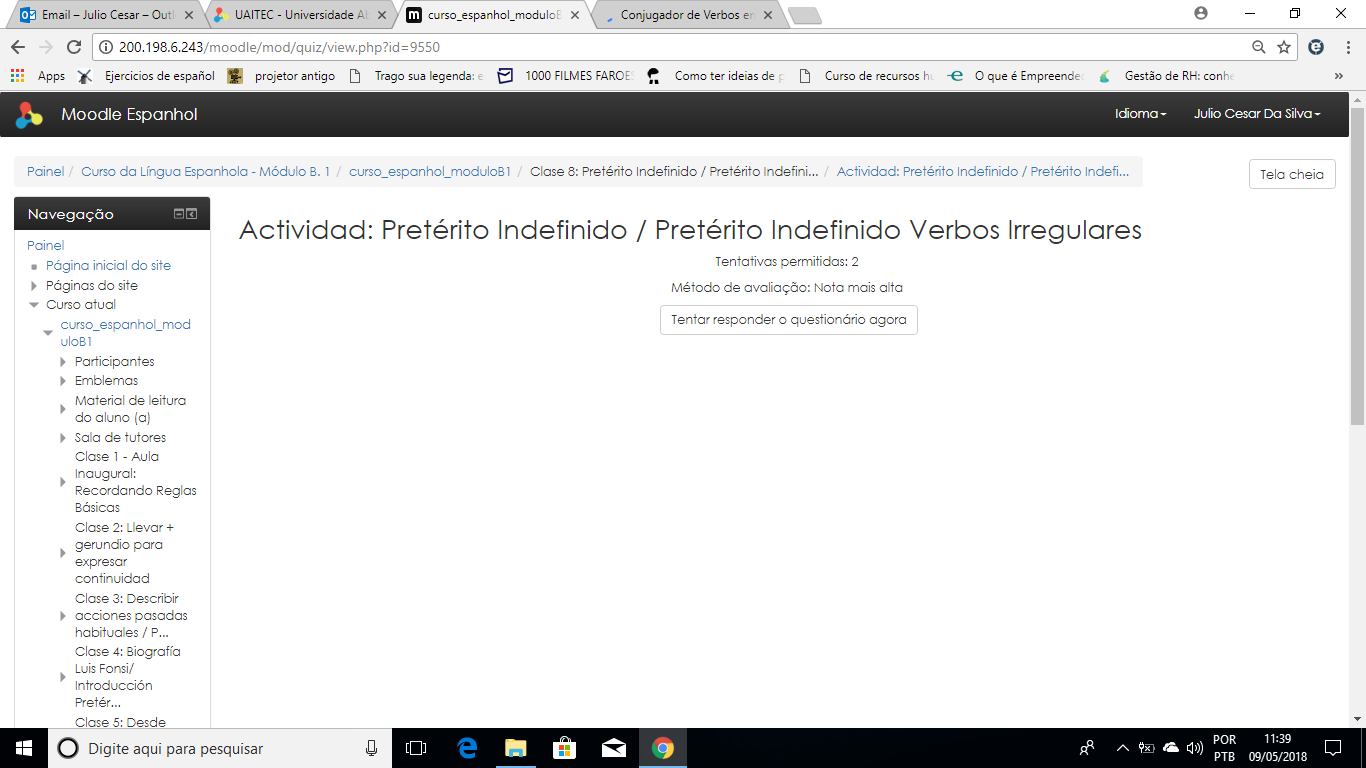 Email – Julio Cesar – Outl
UAITEC - Universidade Ab
curso_espanhol_moduloB
Conjugador de Verbos en
200.198.6.243/moodle/mod/quiz/view.php?id=9550
Apps
Ejercicios de español
projetor antigo
Trago sua legenda: e
1000 FILMES FAROES
Como ter ideias de p
Curso de recursos hu
O que é Empreended
Gestão de RH: conhe
Moodle Espanhol
Idioma
Julio Cesar Da Silva
Painel / Curso da Língua Espanhola - Módulo B. 1 / curso_espanhol_moduloB1 / Clase 8: Pretérito Indefinido / Pretérito Indefini... / Actividad: Pretérito Indefinido / Pretérito Indefi...
Tela cheia
Navegação
Painel
Página inicial do site
Páginas do site
Curso atual
curso_espanhol_mod
uloB1
Participantes
Emblemas
Material de leitura
do aluno (a)
Sala de tutores
Clase 1 - Aula
Inaugural:
Recordando Reglas
Básicas
Clase 2: Llevar +
gerundio para
expresar
continuidad
Clase 3: Describir
acciones pasadas
habituales / P...
Clase 4: Biografía
Luis Fonsi/
Introducción
Pretér...
Clase 5: Desde
Actividad: Pretérito Indefinido / Pretérito Indefinido Verbos Irregulares
Tentativas permitidas: 2
Método de avaliação: Nota mais alta
Tentar responder o questionário agora
Digite aqui para pesquisar
POR
PTB
11:39
09/05/2018